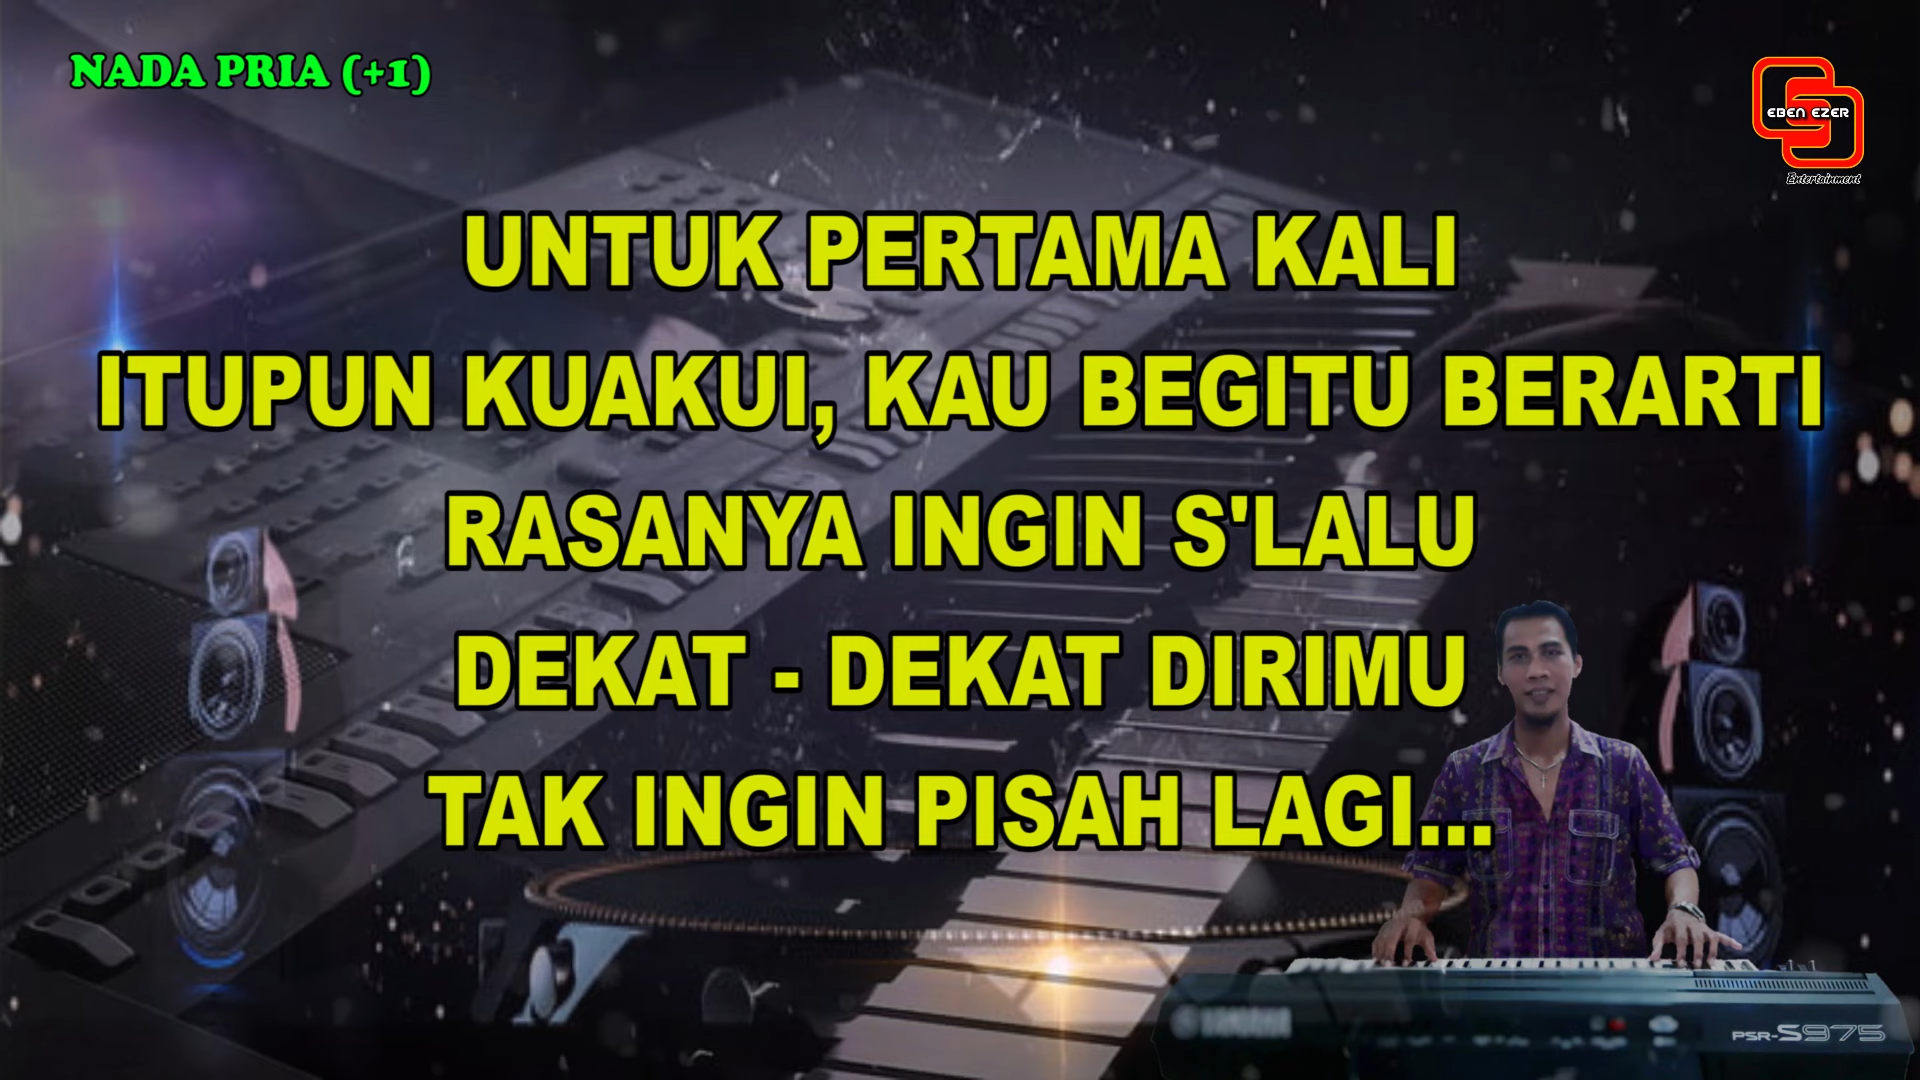 NADA PRIA (+1)
EBEN EZER
Entertainment
UNTUK PERTAMA KALI
ITUPUN KUAKUI, KAU BEGITU BERARTI
RASANYA INGIN S'LALU
DEKAT - DEKAT DIRIMU
TAK INGIN PISAH LAGI...
PSR-S975